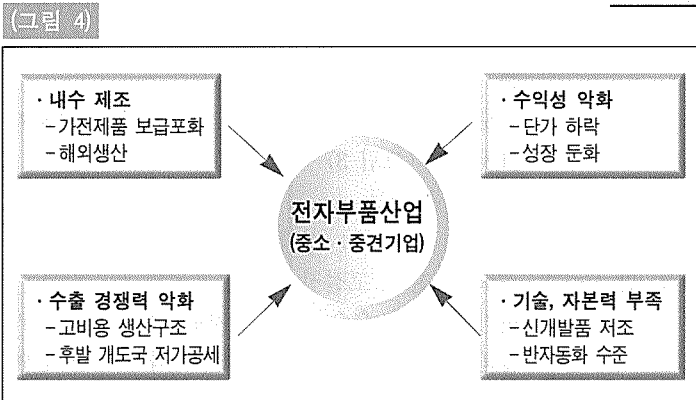 (그림 4)
· 내수 제조
-가전제품 보급포화
-해외생산
· 수익성 악화
-단가 하락
-성장 둔화
전자부품산업
(중소 · 중견기업)
· 수출 경쟁력 악화
-고비용 생산구조
-후발 개도국 저가공세
· 기술, 자본력 부족
-신개발품 저조
-반자동화 수준